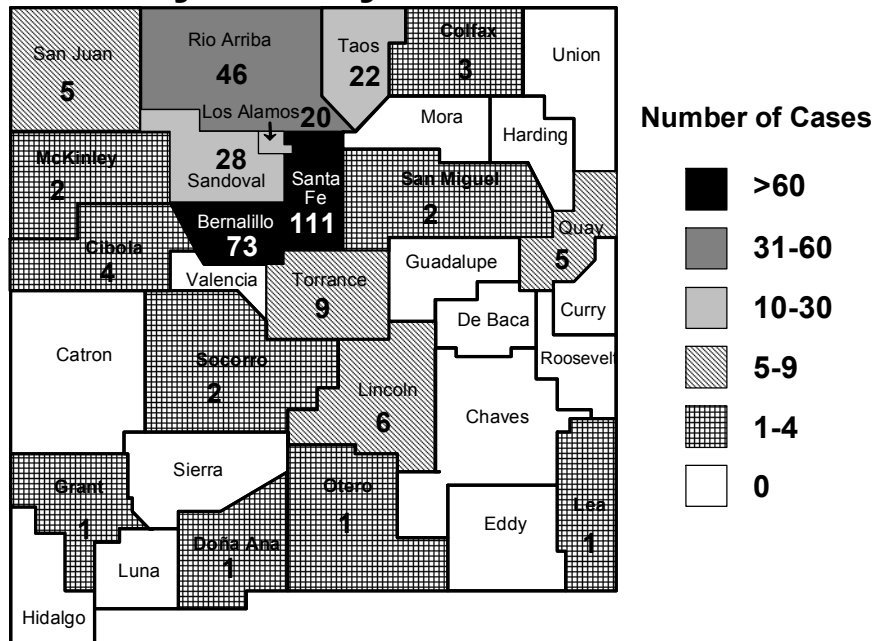 San Juan
5
Rio Arriba
46
Taos
22
Colfax
3
Union
Los Alamos
20
Mora
Harding
McKinley
2
28
Sandoval
Santa
Fe
111
San Miguel
2
Quay
5
Bernalillo
73
Cibola
4
Valencia
Torrance
9
Guadalupe
Curry
De Baca
Catron
Socorro
2
Roosevelt
Lincoln
6
Chaves
Sierra
Grant
1
Otero
1
Lea
1
Eddy
Doña Ana
1
Luna
Hidalgo
Number of Cases
>60
31-60
10-30
5-9
1-4
0